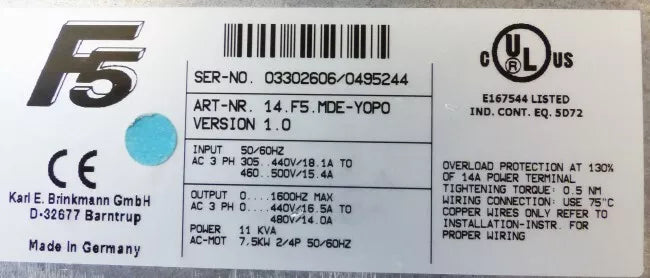 F5
SER-NO. 03302606/0495244
ART-NR. 14.F5.MDE-YOPO
VERSION 1.0
INPUT 50/60HZ
AC 3 PH 305..440V/18.1A TO
460..500V/15.4A
OUTPUT 0....1600HZ MAX
AC 3 PH 0....440V/16.5A TO
480V/14.0A
POWER 11 KVA
AC-MOT 7.5KW 2/4P 50/60HZ
CE
Karl E. Brinkmann GmbH
D-32677 Barntrup
Made in Germany
C UL R US
E167544 LISTED
IND. CONT. EQ. 5D72
OVERLOAD PROTECTION AT 130%
OF 14A POWER TERMINAL
TIGHTENING TORQUE: 0.5 NM
WIRING CONNECTION: USE 75°C
COPPER WIRES ONLY REFER TO
INSTALLATION-INSTR. FOR
PROPER WIRING